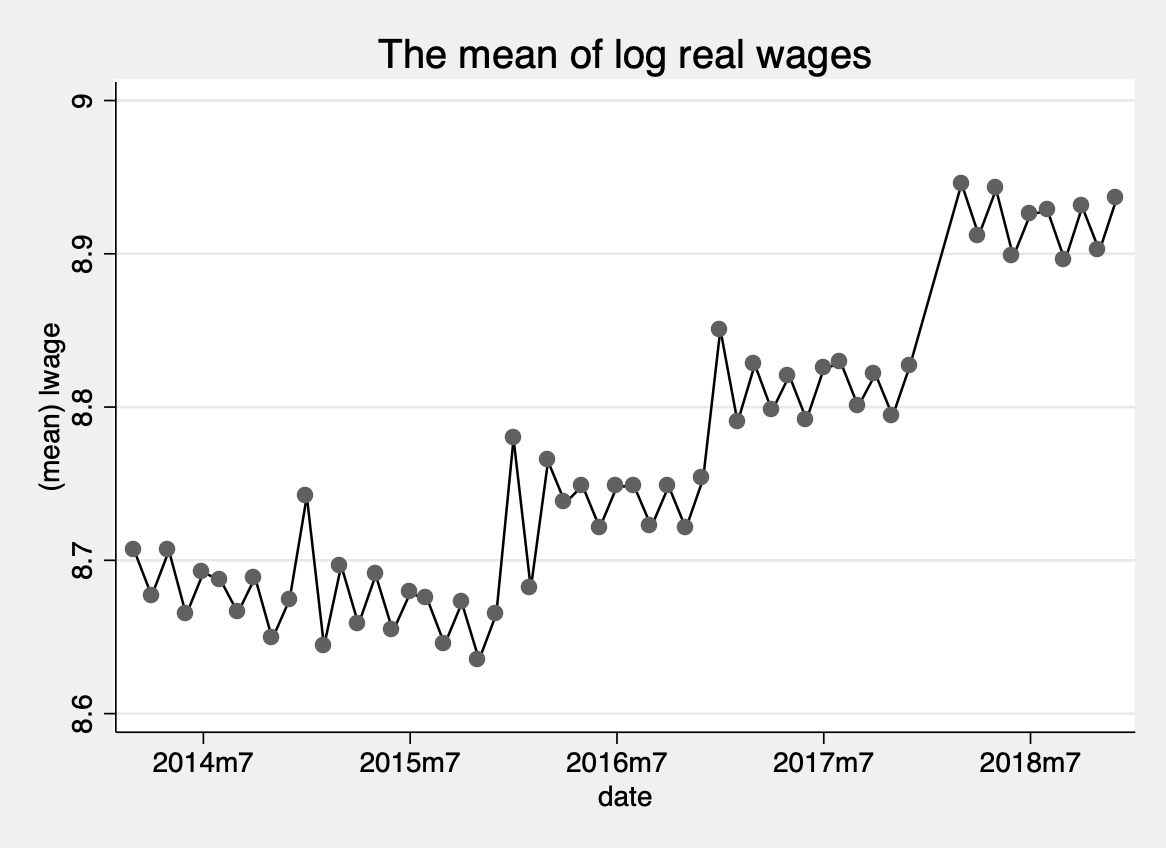 The mean of log real wages
9
8.9
8.8
8.7
8.6
(mean) lwage
2014m7 2015m7 2016m7 2017m7 2018m7
date